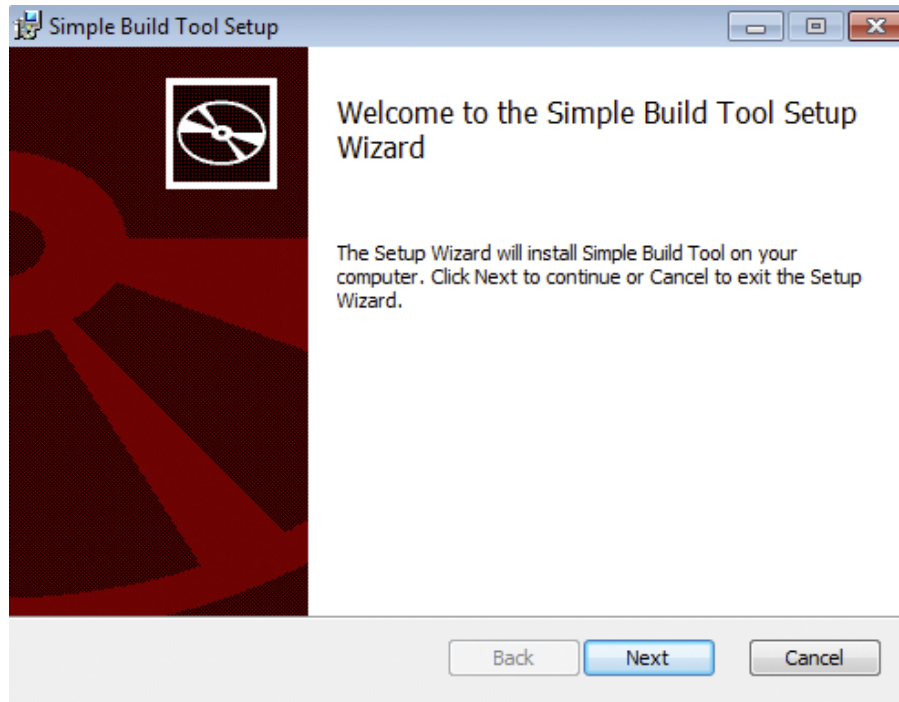 Simple Build Tool Setup
Welcome to the Simple Build Tool Setup
Wizard
The Setup Wizard will install Simple Build Tool on your
computer. Click Next to continue or Cancel to exit the Setup
Wizard.
Back Next Cancel